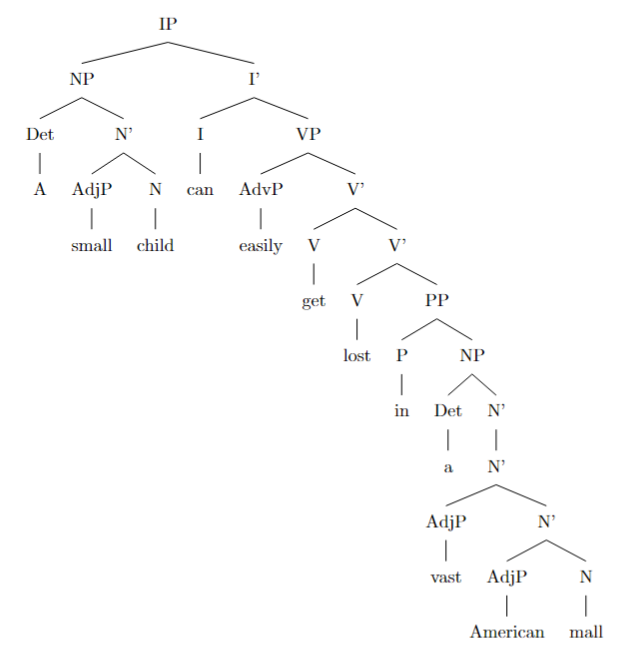 IP
NP I'
Det N' I VP
A AdjP N can AdvP V'
small child easily V V'
get V PP
lost P NP
in Det N'
a N'
AdjP N'
vast AdjP N
American mall